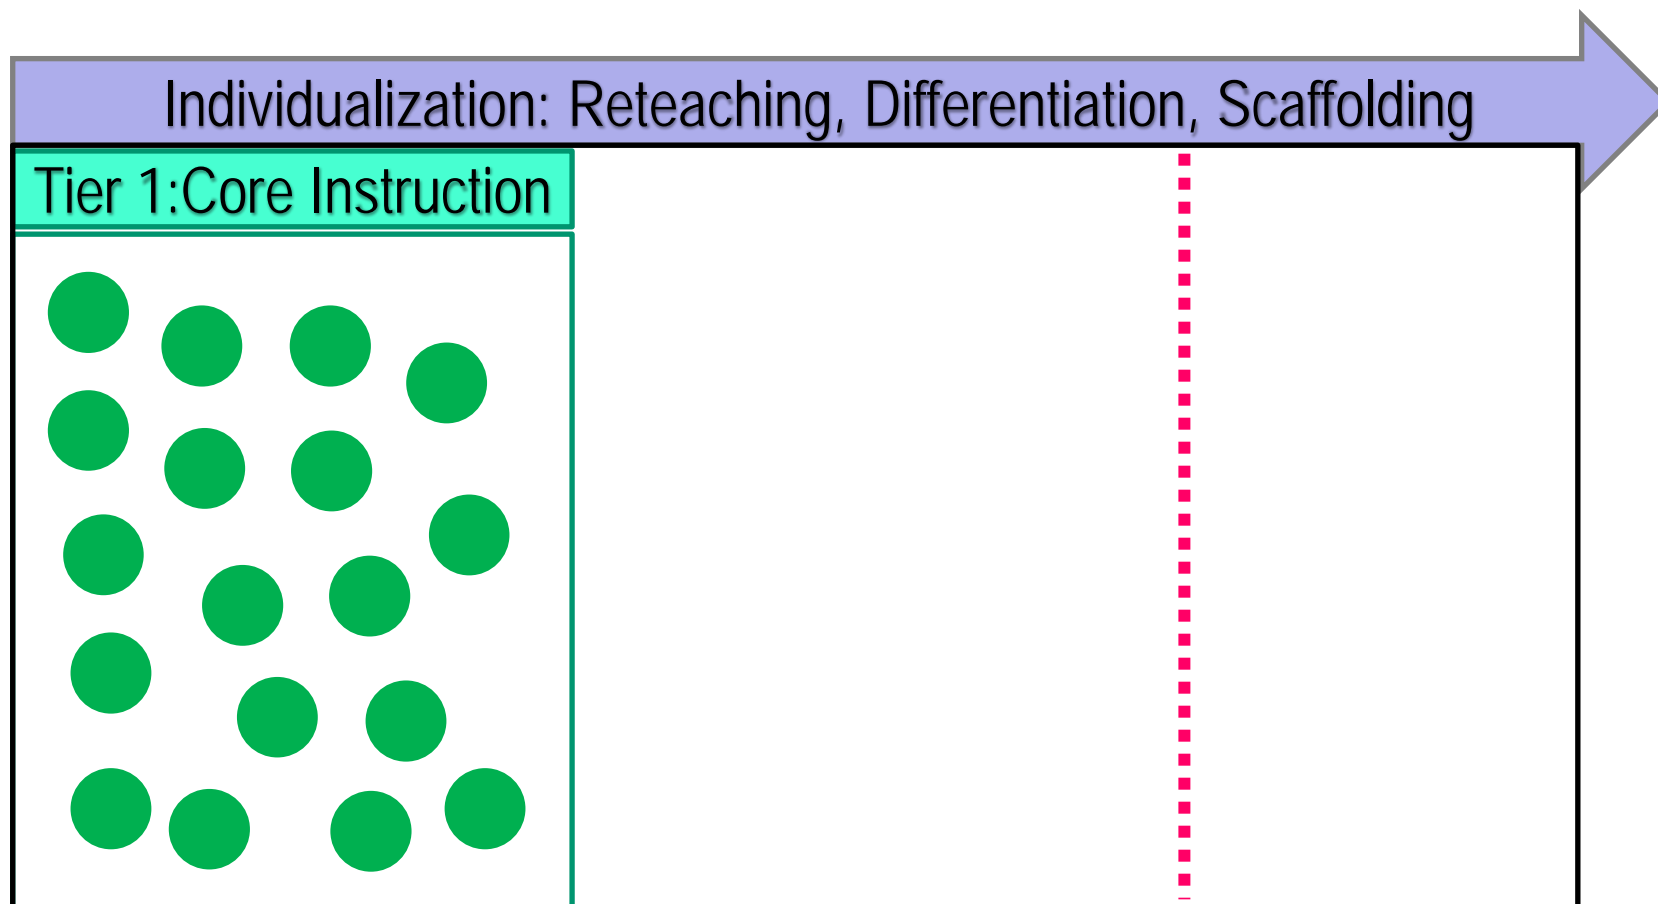 Individualization: Reteaching, Differentiation, Scaffolding
Tier 1:Core Instruction